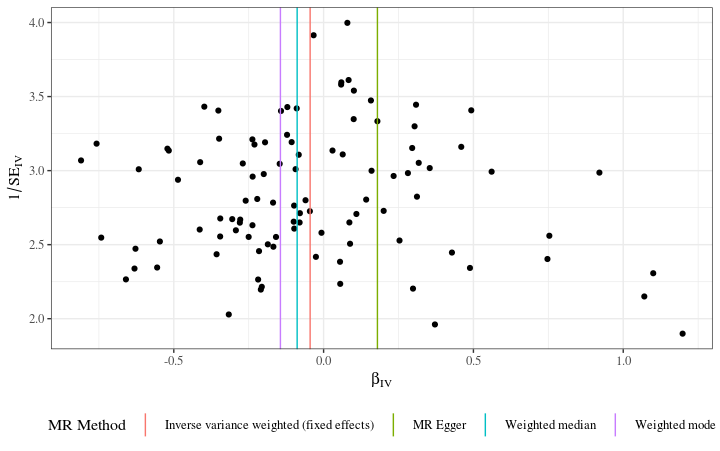 4.0
3.5
3.0
2.5
2.0
1/SE_IV
-0.5 0.0 0.5 1.0
β_IV
MR Method Inverse variance weighted (fixed effects) MR Egger Weighted median Weighted mode